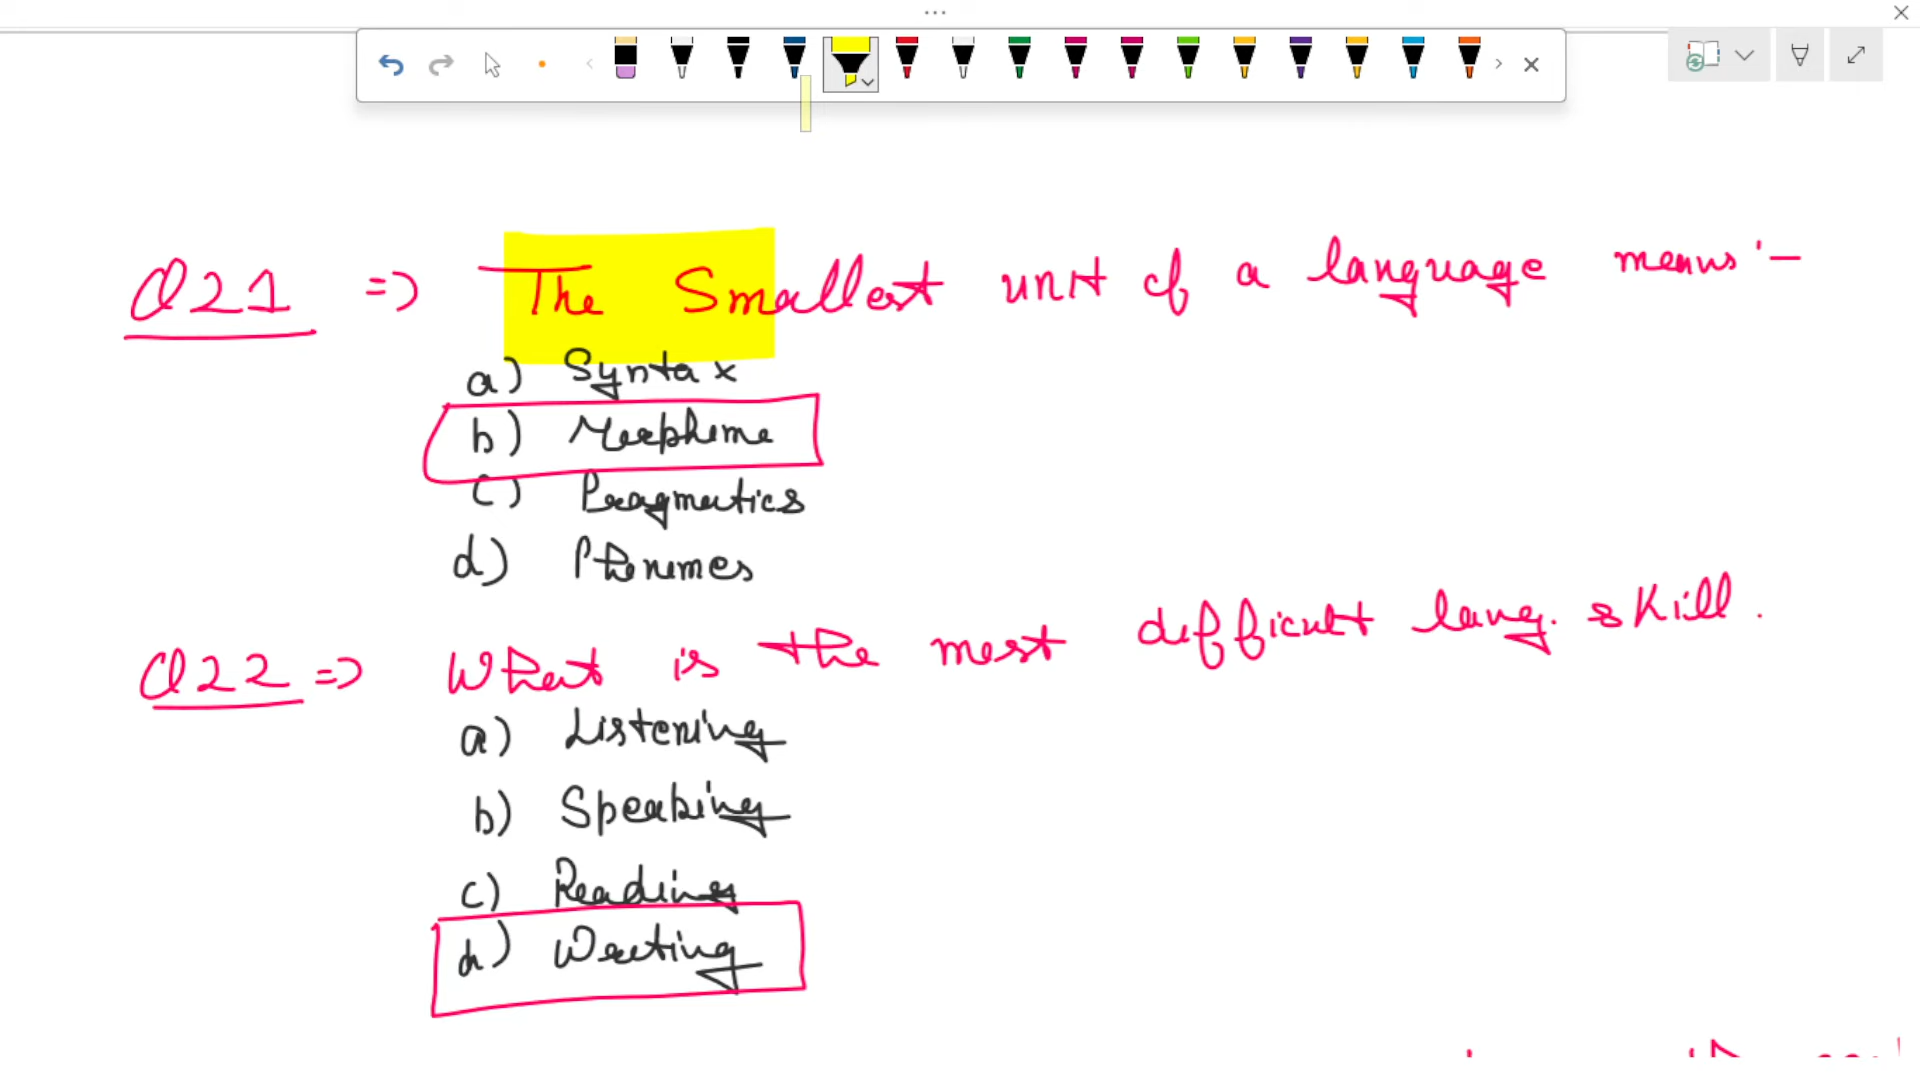 Q21 => The Smallest unit of a language means :-
a) Syntax
b) Morpheme
c) Pragmatics
d) Phonemes
Q22 => What is the most difficult lang. skill.
a) Listening
b) Speaking
c) Reading
d) Writing